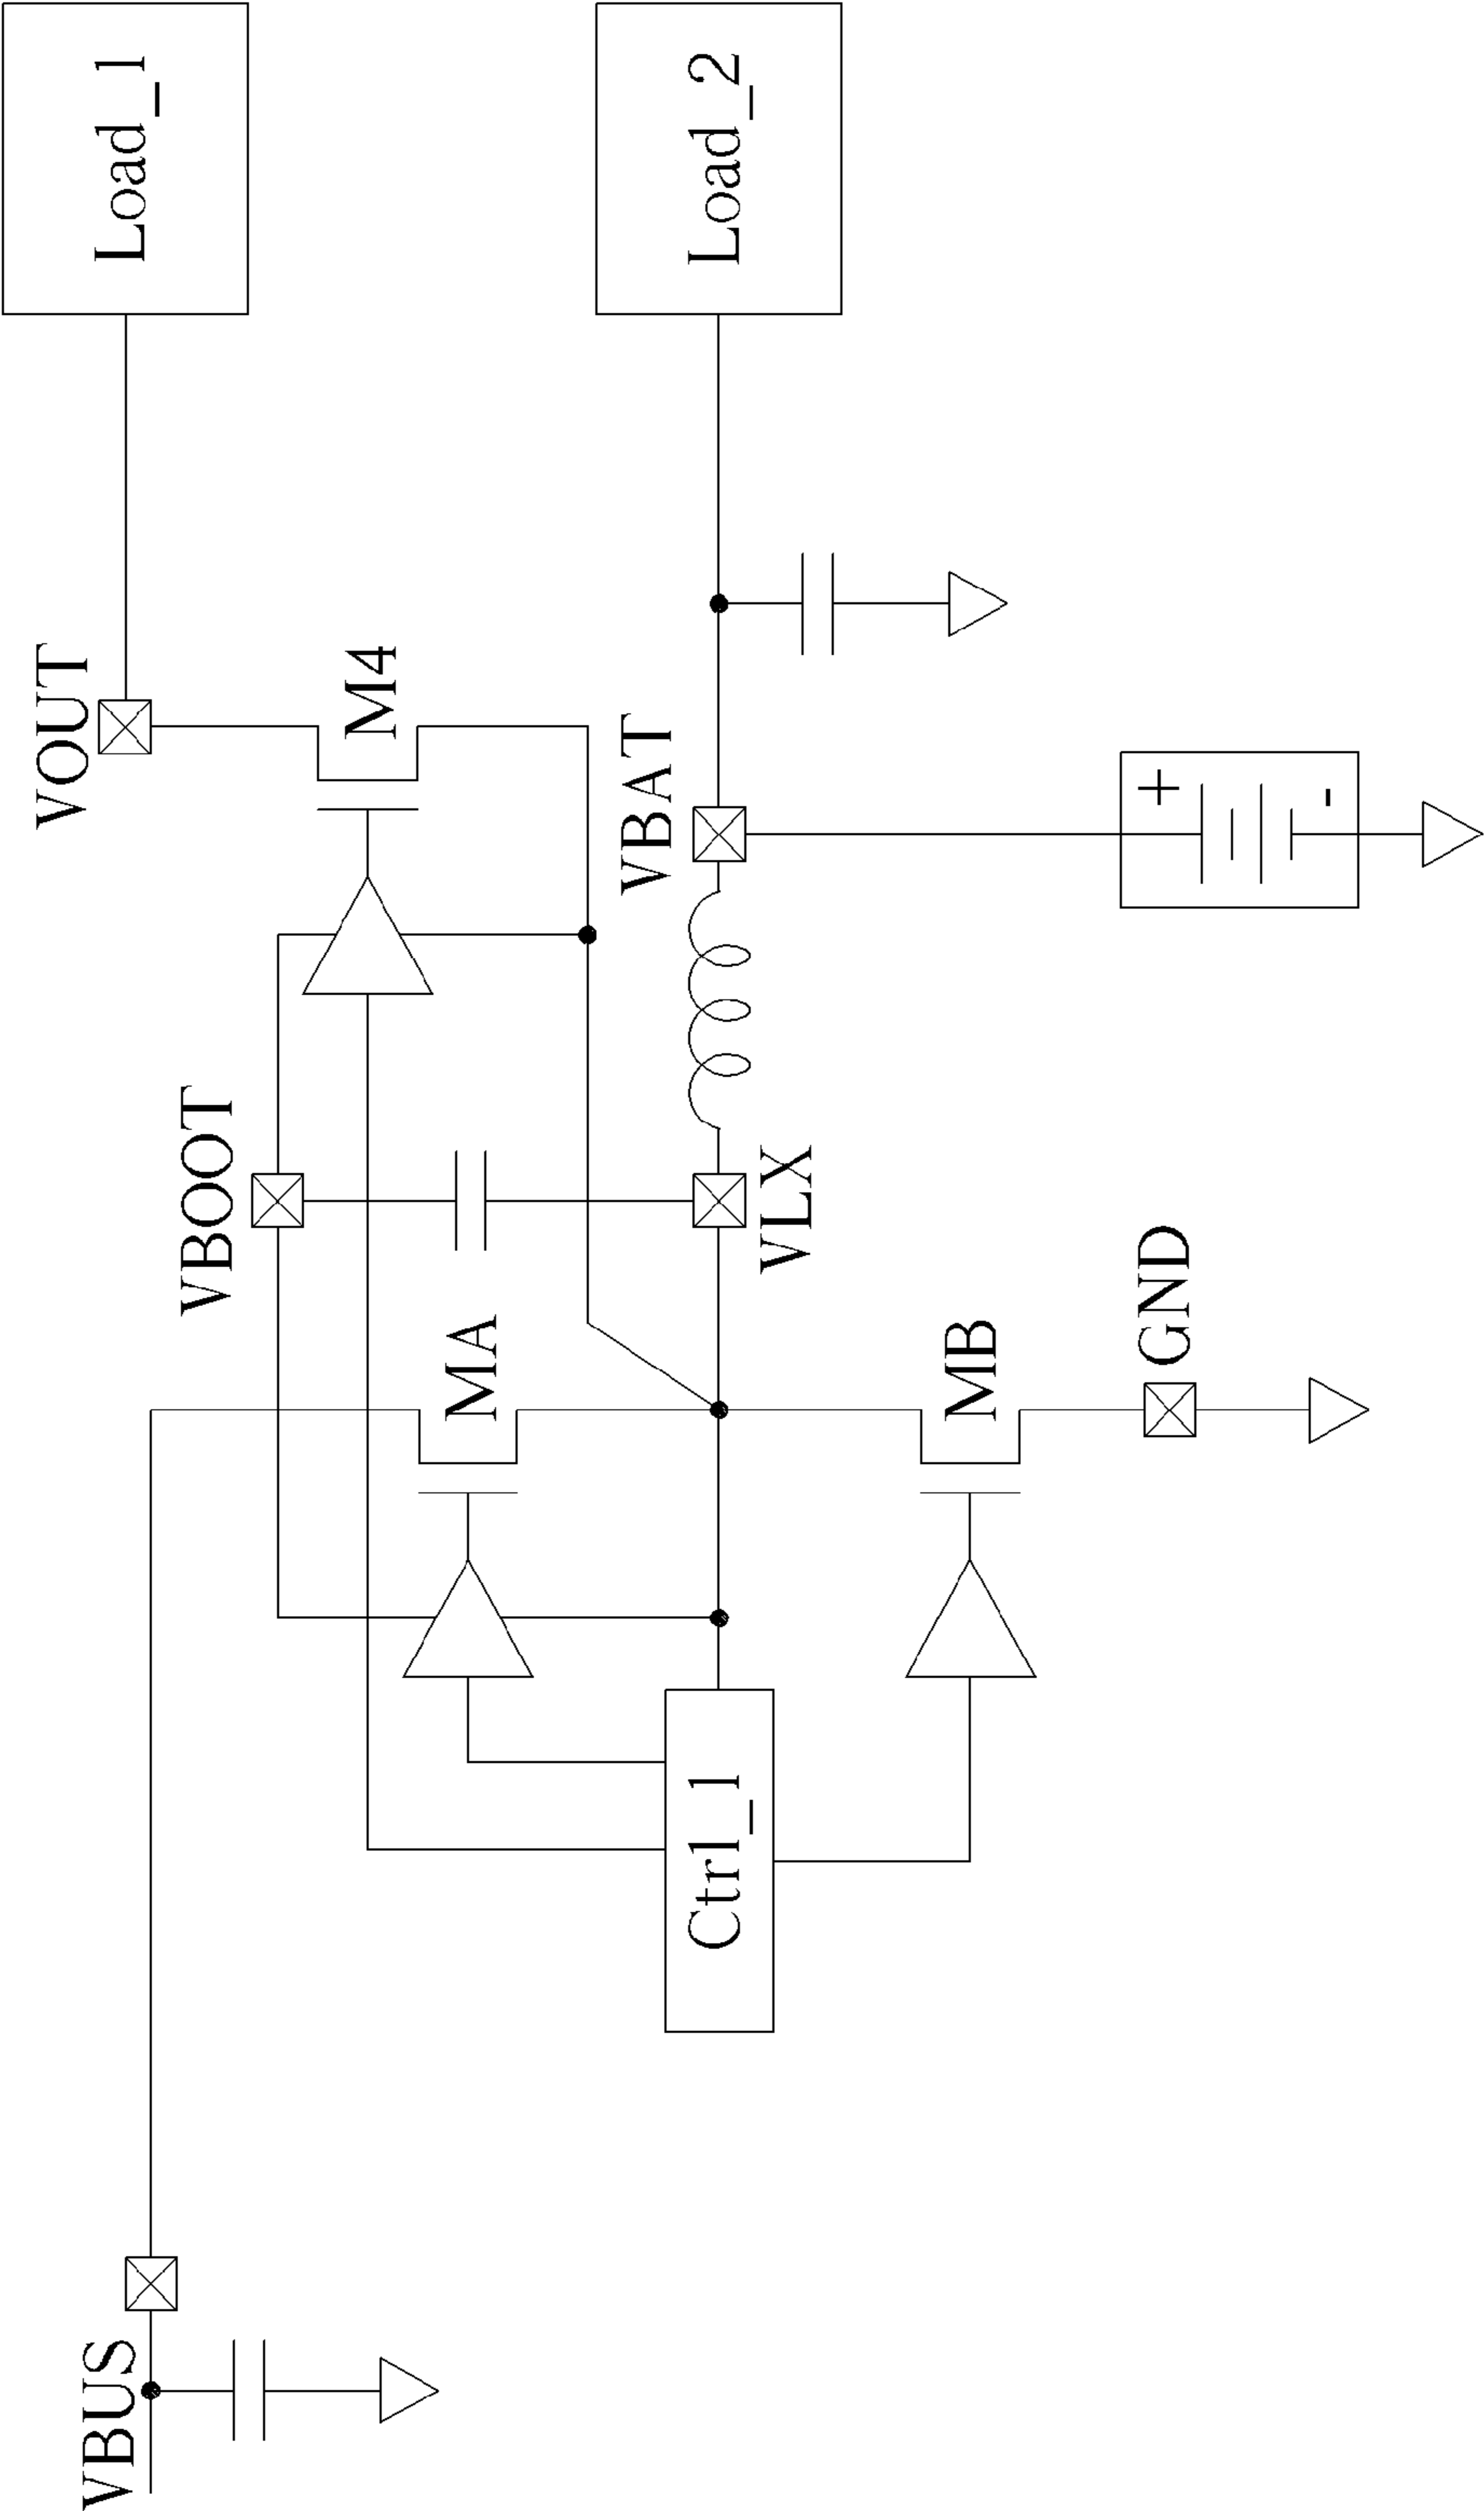 VBUS
VBOOT
VOUT
Load_1
MA
M4
Ctrl_1
VLX
VBAT
Load_2
MB
GND
+
-